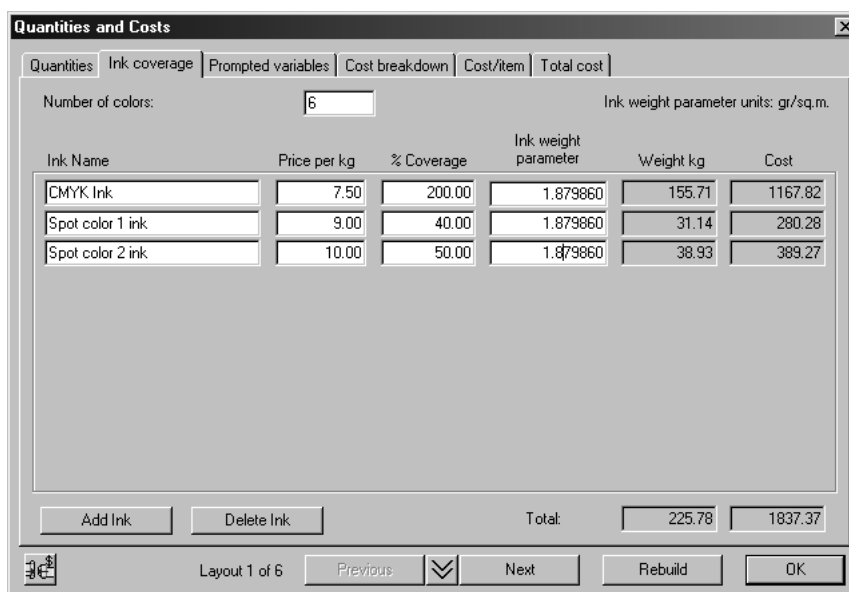 Quantities and Costs
Quantities Ink coverage Prompted variables Cost breakdown Cost/item Total cost
Number of colors: 6 Ink weight parameter units: gr/sq.m.
Ink Name Price per kg % Coverage Ink weight parameter Weight kg Cost
CMYK Ink 7.50 200.00 1.879860 155.71 1167.82
Spot color 1 ink 9.00 40.00 1.879860 31.14 280.28
Spot color 2 ink 10.00 50.00 1.879860 38.93 389.27
Add Ink Delete Ink Total: 225.78 1837.37
Layout 1 of 6 Previous Next Rebuild OK